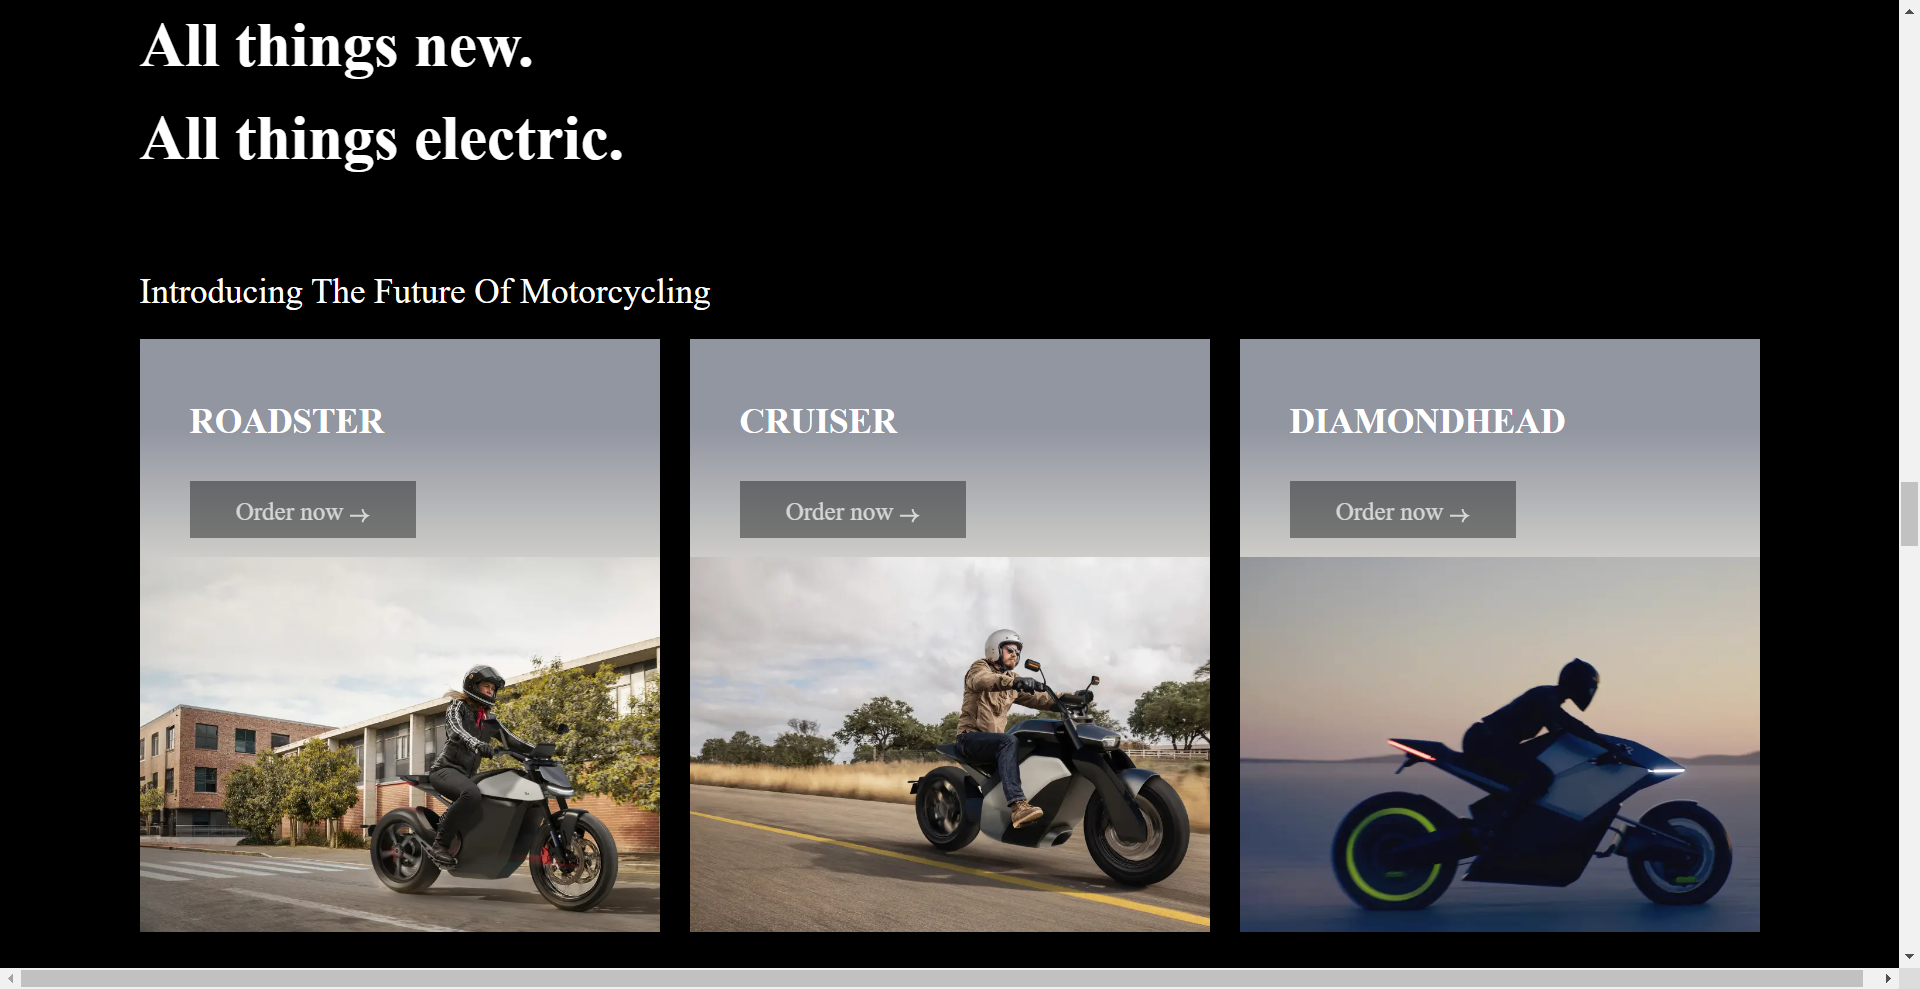 All things new.
All things electric.
Introducing The Future Of Motorcycling
ROADSTER
Order now →
CRUISER
Order now →
DIAMONDHEAD
Order now →